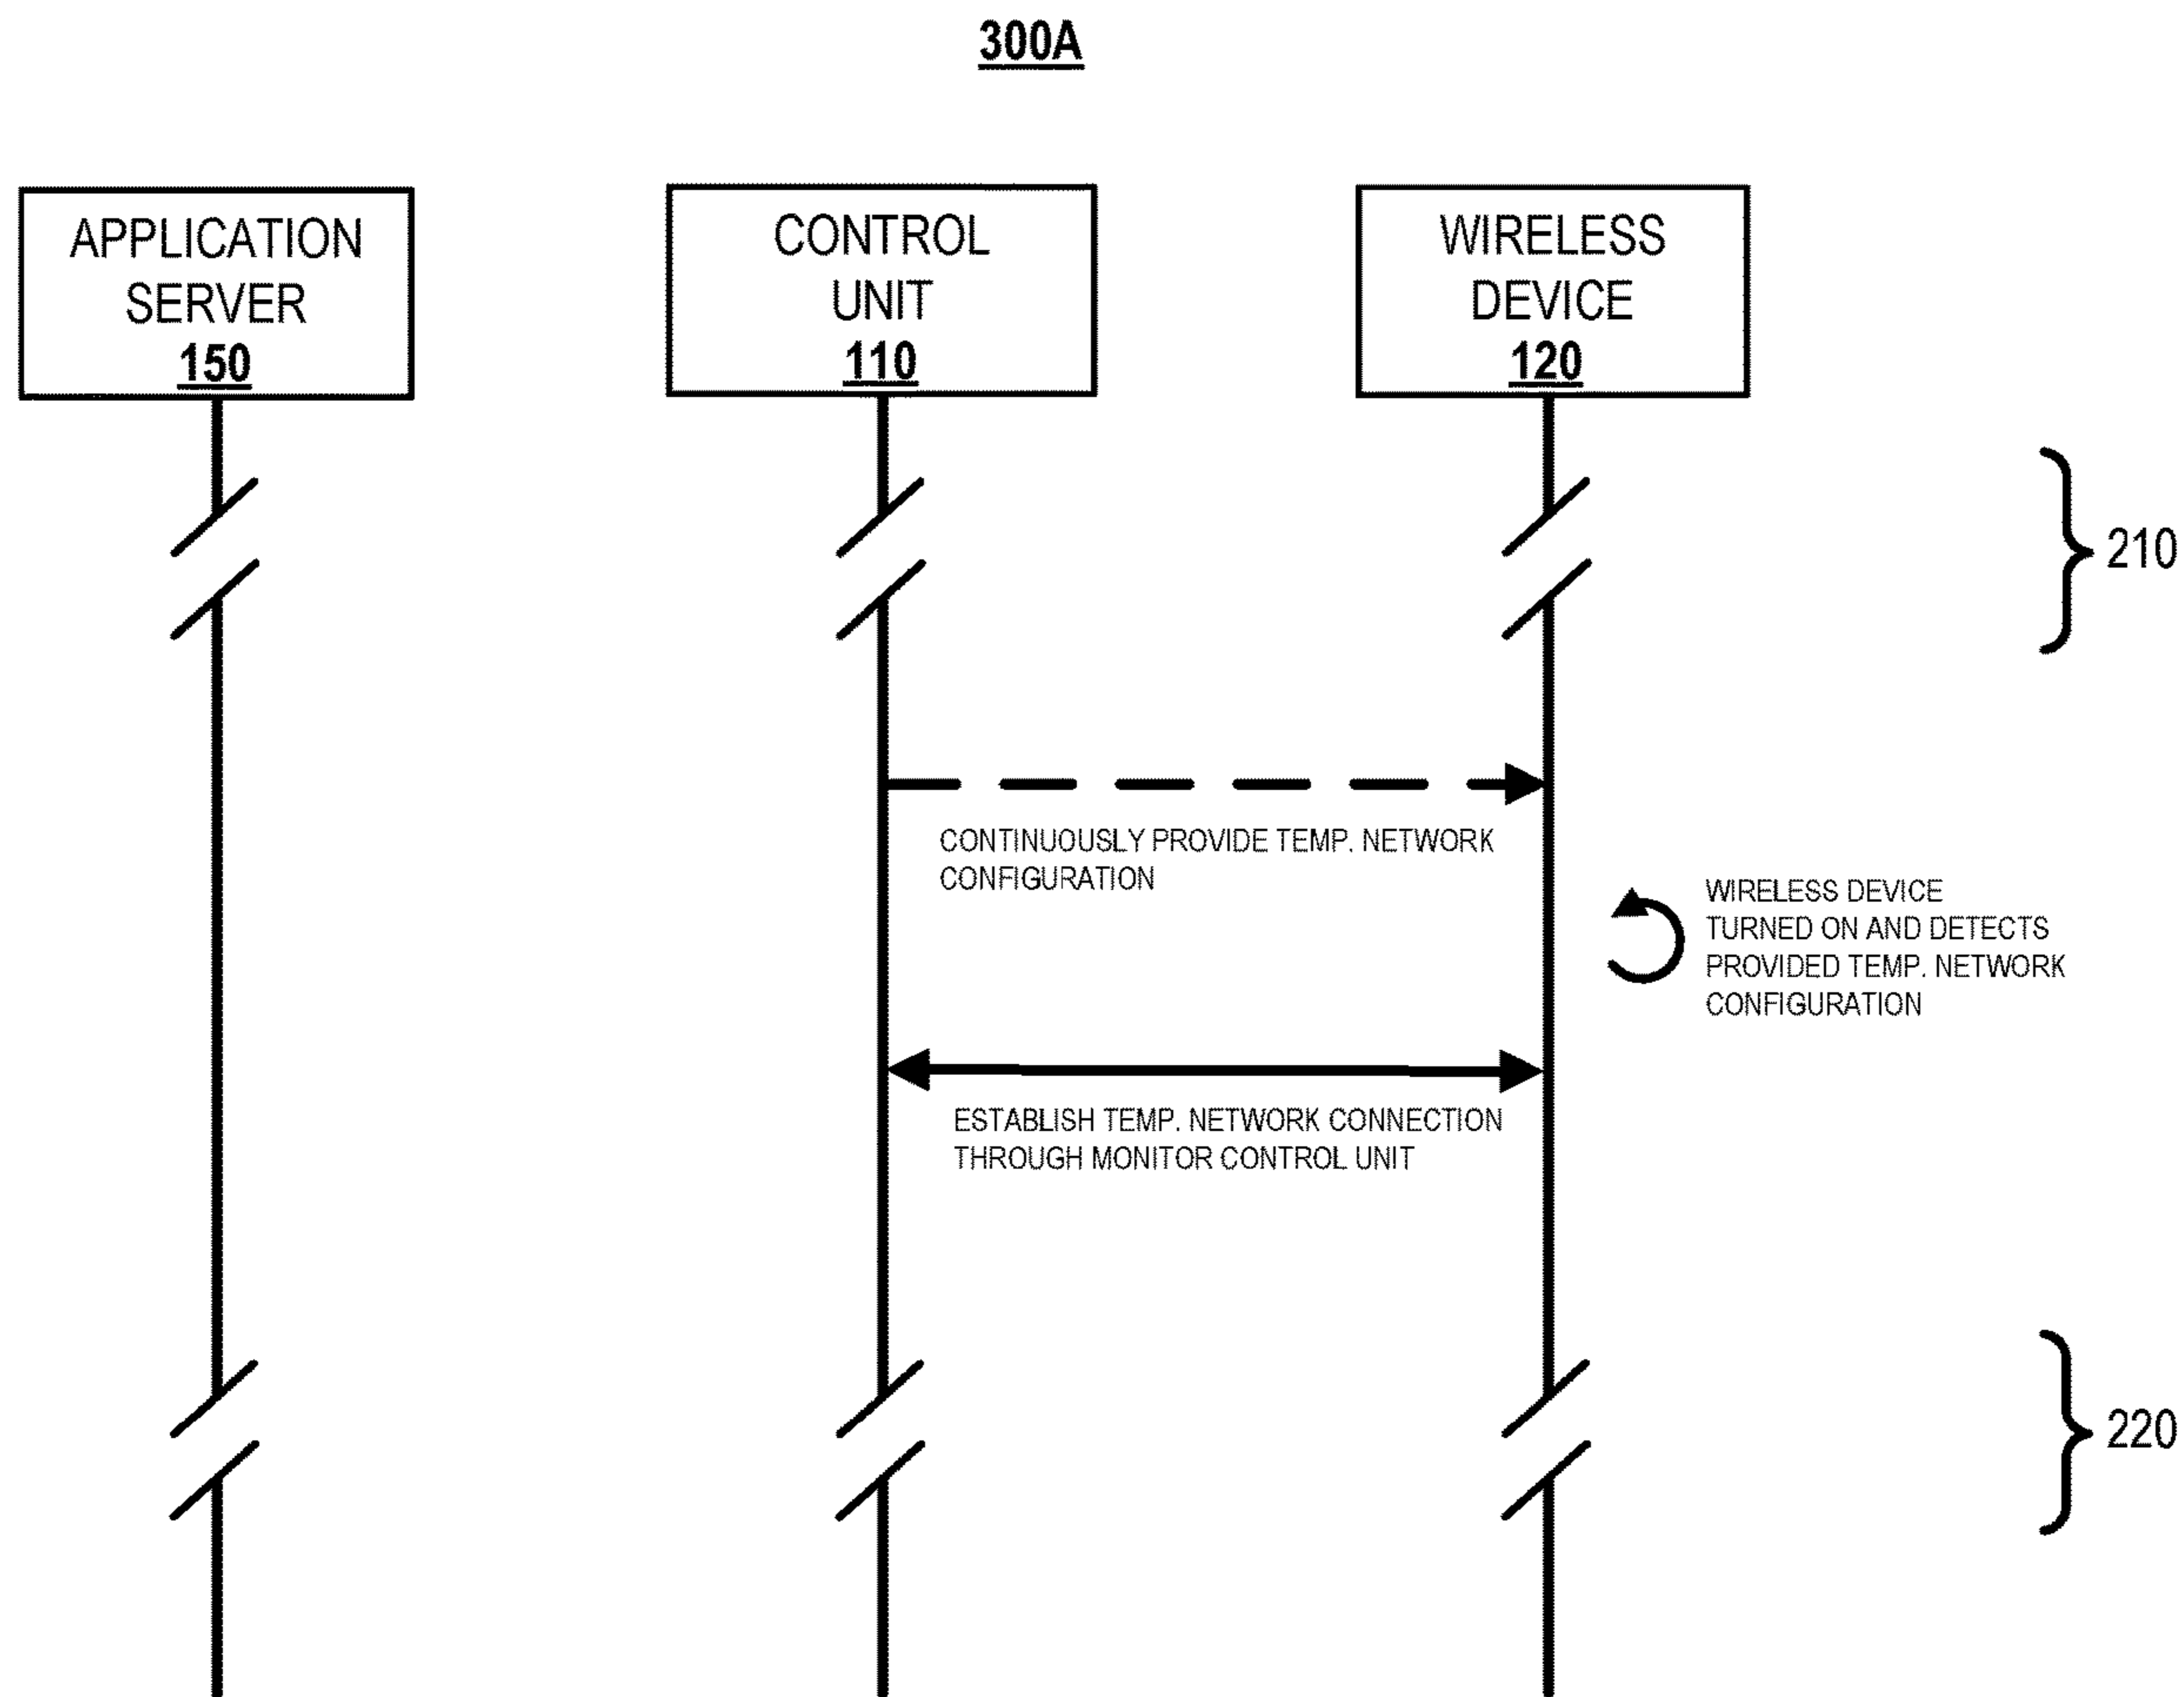 300A
APPLICATION
SERVER
150
CONTROL
UNIT
110
WIRELESS
DEVICE
120
210
CONTINUOUSLY PROVIDE TEMP. NETWORK
CONFIGURATION
WIRELESS DEVICE
TURNED ON AND DETECTS
PROVIDED TEMP. NETWORK
CONFIGURATION
ESTABLISH TEMP. NETWORK CONNECTION
THROUGH MONITOR CONTROL UNIT
220